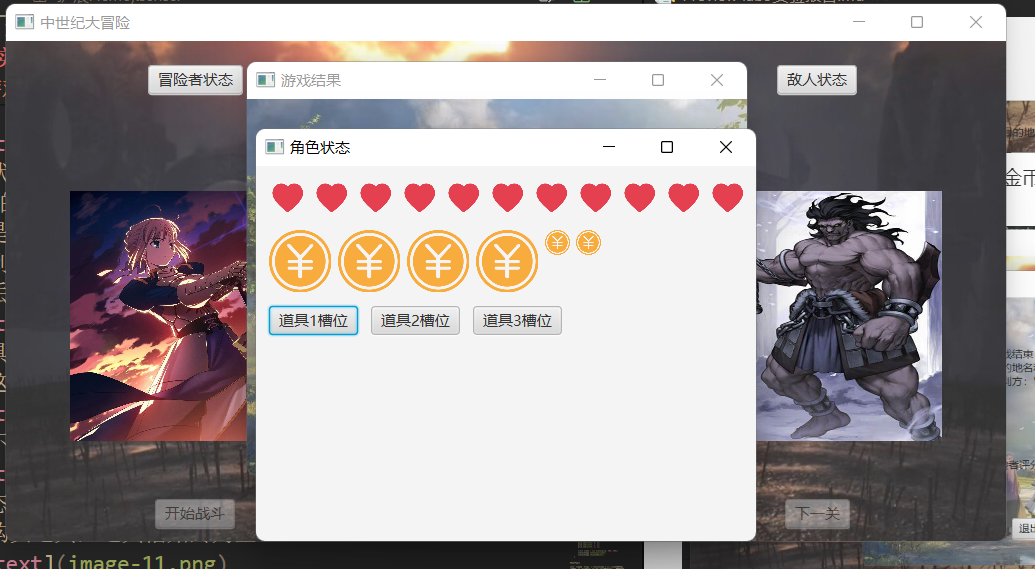 中世纪大冒险
冒险者状态
敌人状态
游戏结果
角色状态
金币
¥ ¥ ¥ ¥ ¥ ¥
道具1槽位
道具2槽位
道具3槽位
开始战斗
下一关
text](image-11.png)